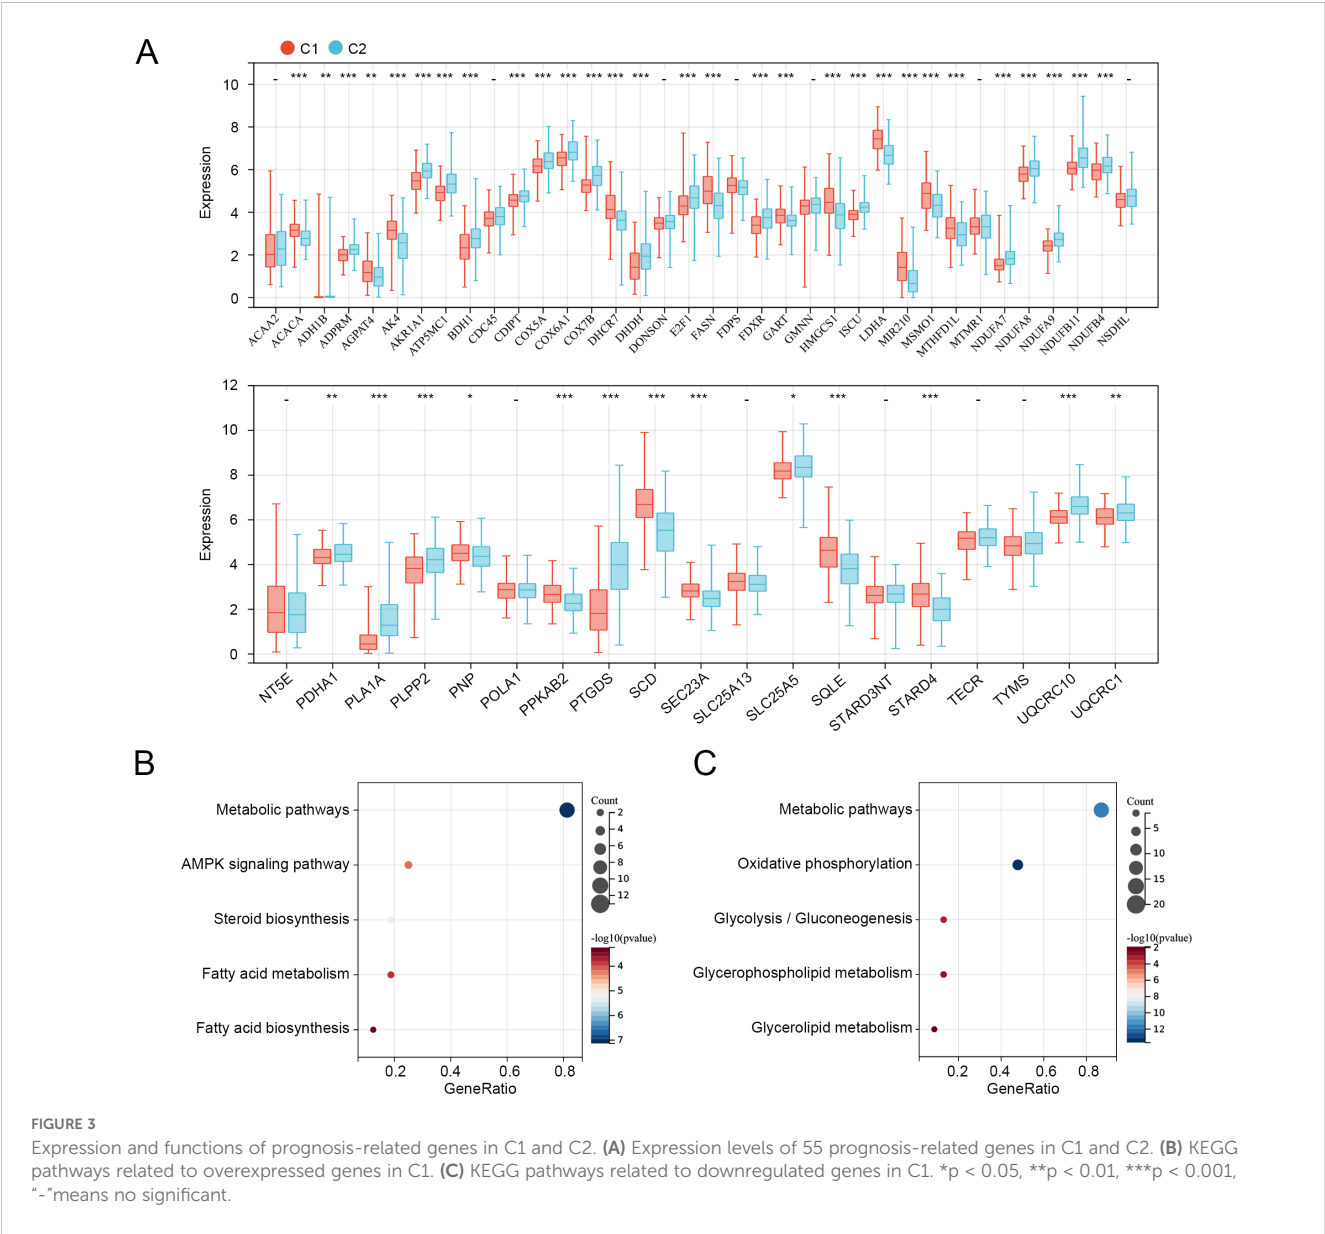 A
C1 C2
- *** ** *** ** *** *** *** *** - *** *** *** *** *** *** - *** *** - *** *** - *** *** *** *** *** *** - *** *** *** *** *** -
10
8
6
4
2
0
Expression
ACAA2 ACACA ADH1B ADPRM AGPAT4 AK4 AKR1A1 ATP5MC1 BDH1 CDC45 CDIPT COX5A COX6A1 COX7B DHCR7 DHDH DONSON E2F1 FASN FDPS FDXR GART GMNN HMGCS1 ISCU LDHA MIR210 MSMO1 MTHFD1L MTMR1 NDUFA7 NDUFA8 NDUFA9 NDUFB11 NDUFB4 NSDHL
12
- ** *** *** * - *** *** *** *** - * *** - *** - - *** **
10
8
6
4
2
0
Expression
NT5E PDHA1 PLA1A PLPP2 PNP POLA1 PPKAB2 PTGDS SCD SEC23A SLC25A13 SLC25A5 SQLE STARD3NT STARD4 TECR TYMS UQCRC10 UQCRC1
B
Metabolic pathways
AMPK signaling pathway
Steroid biosynthesis
Fatty acid metabolism
Fatty acid biosynthesis
0.2 0.4 0.6 0.8
GeneRatio
Count
2
4
6
8
10
12
-log10(pvalue)
4
5
6
7
C
Metabolic pathways
Oxidative phosphorylation
Glycolysis / Gluconeogenesis
Glycerophospholipid metabolism
Glycerolipid metabolism
0.2 0.4 0.6 0.8
GeneRatio
Count
5
10
15
20
-log10(pvalue)
2
4
6
8
10
12
FIGURE 3
Expression and functions of prognosis-related genes in C1 and C2. (A) Expression levels of 55 prognosis-related genes in C1 and C2. (B) KEGG
pathways related to overexpressed genes in C1. (C) KEGG pathways related to downregulated genes in C1. *p < 0.05, **p < 0.01, ***p < 0.001,
“-”means no significant.